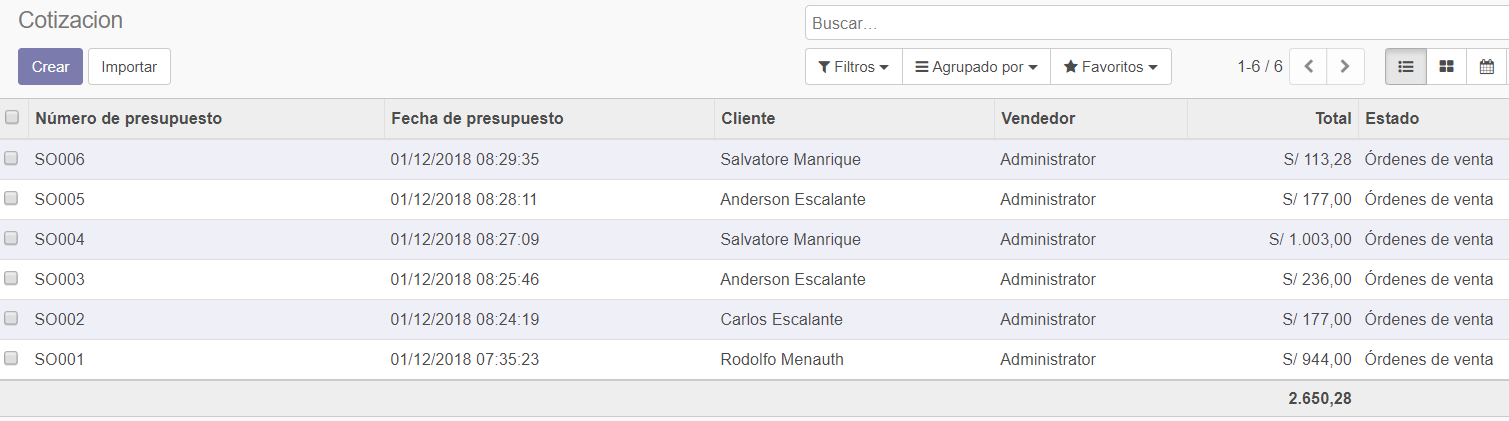 Cotizacion
Buscar...
Crear Importar Filtros Agrupado por Favoritos 1-6 / 6
Número de presupuesto Fecha de presupuesto Cliente Vendedor Total Estado
SO006 01/12/2018 08:29:35 Salvatore Manrique Administrator S/ 113,28 Órdenes de venta
SO005 01/12/2018 08:28:11 Anderson Escalante Administrator S/ 177,00 Órdenes de venta
SO004 01/12/2018 08:27:09 Salvatore Manrique Administrator S/ 1.003,00 Órdenes de venta
SO003 01/12/2018 08:25:46 Anderson Escalante Administrator S/ 236,00 Órdenes de venta
SO002 01/12/2018 08:24:19 Carlos Escalante Administrator S/ 177,00 Órdenes de venta
SO001 01/12/2018 07:35:23 Rodolfo Menauth Administrator S/ 944,00 Órdenes de venta
2.650,28